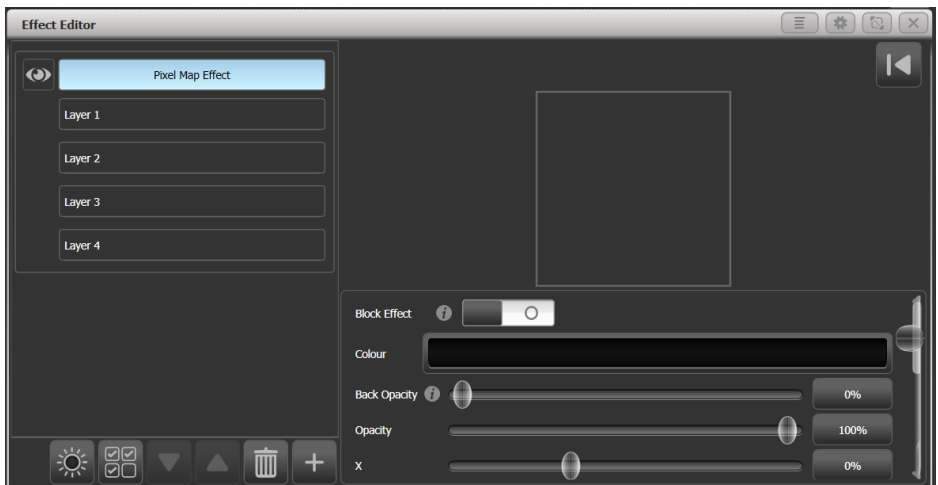 Effect Editor
Pixel Map Effect
Layer 1
Layer 2
Layer 3
Layer 4
Block Effect
Colour
Back Opacity 0%
Opacity 100%
X 0%